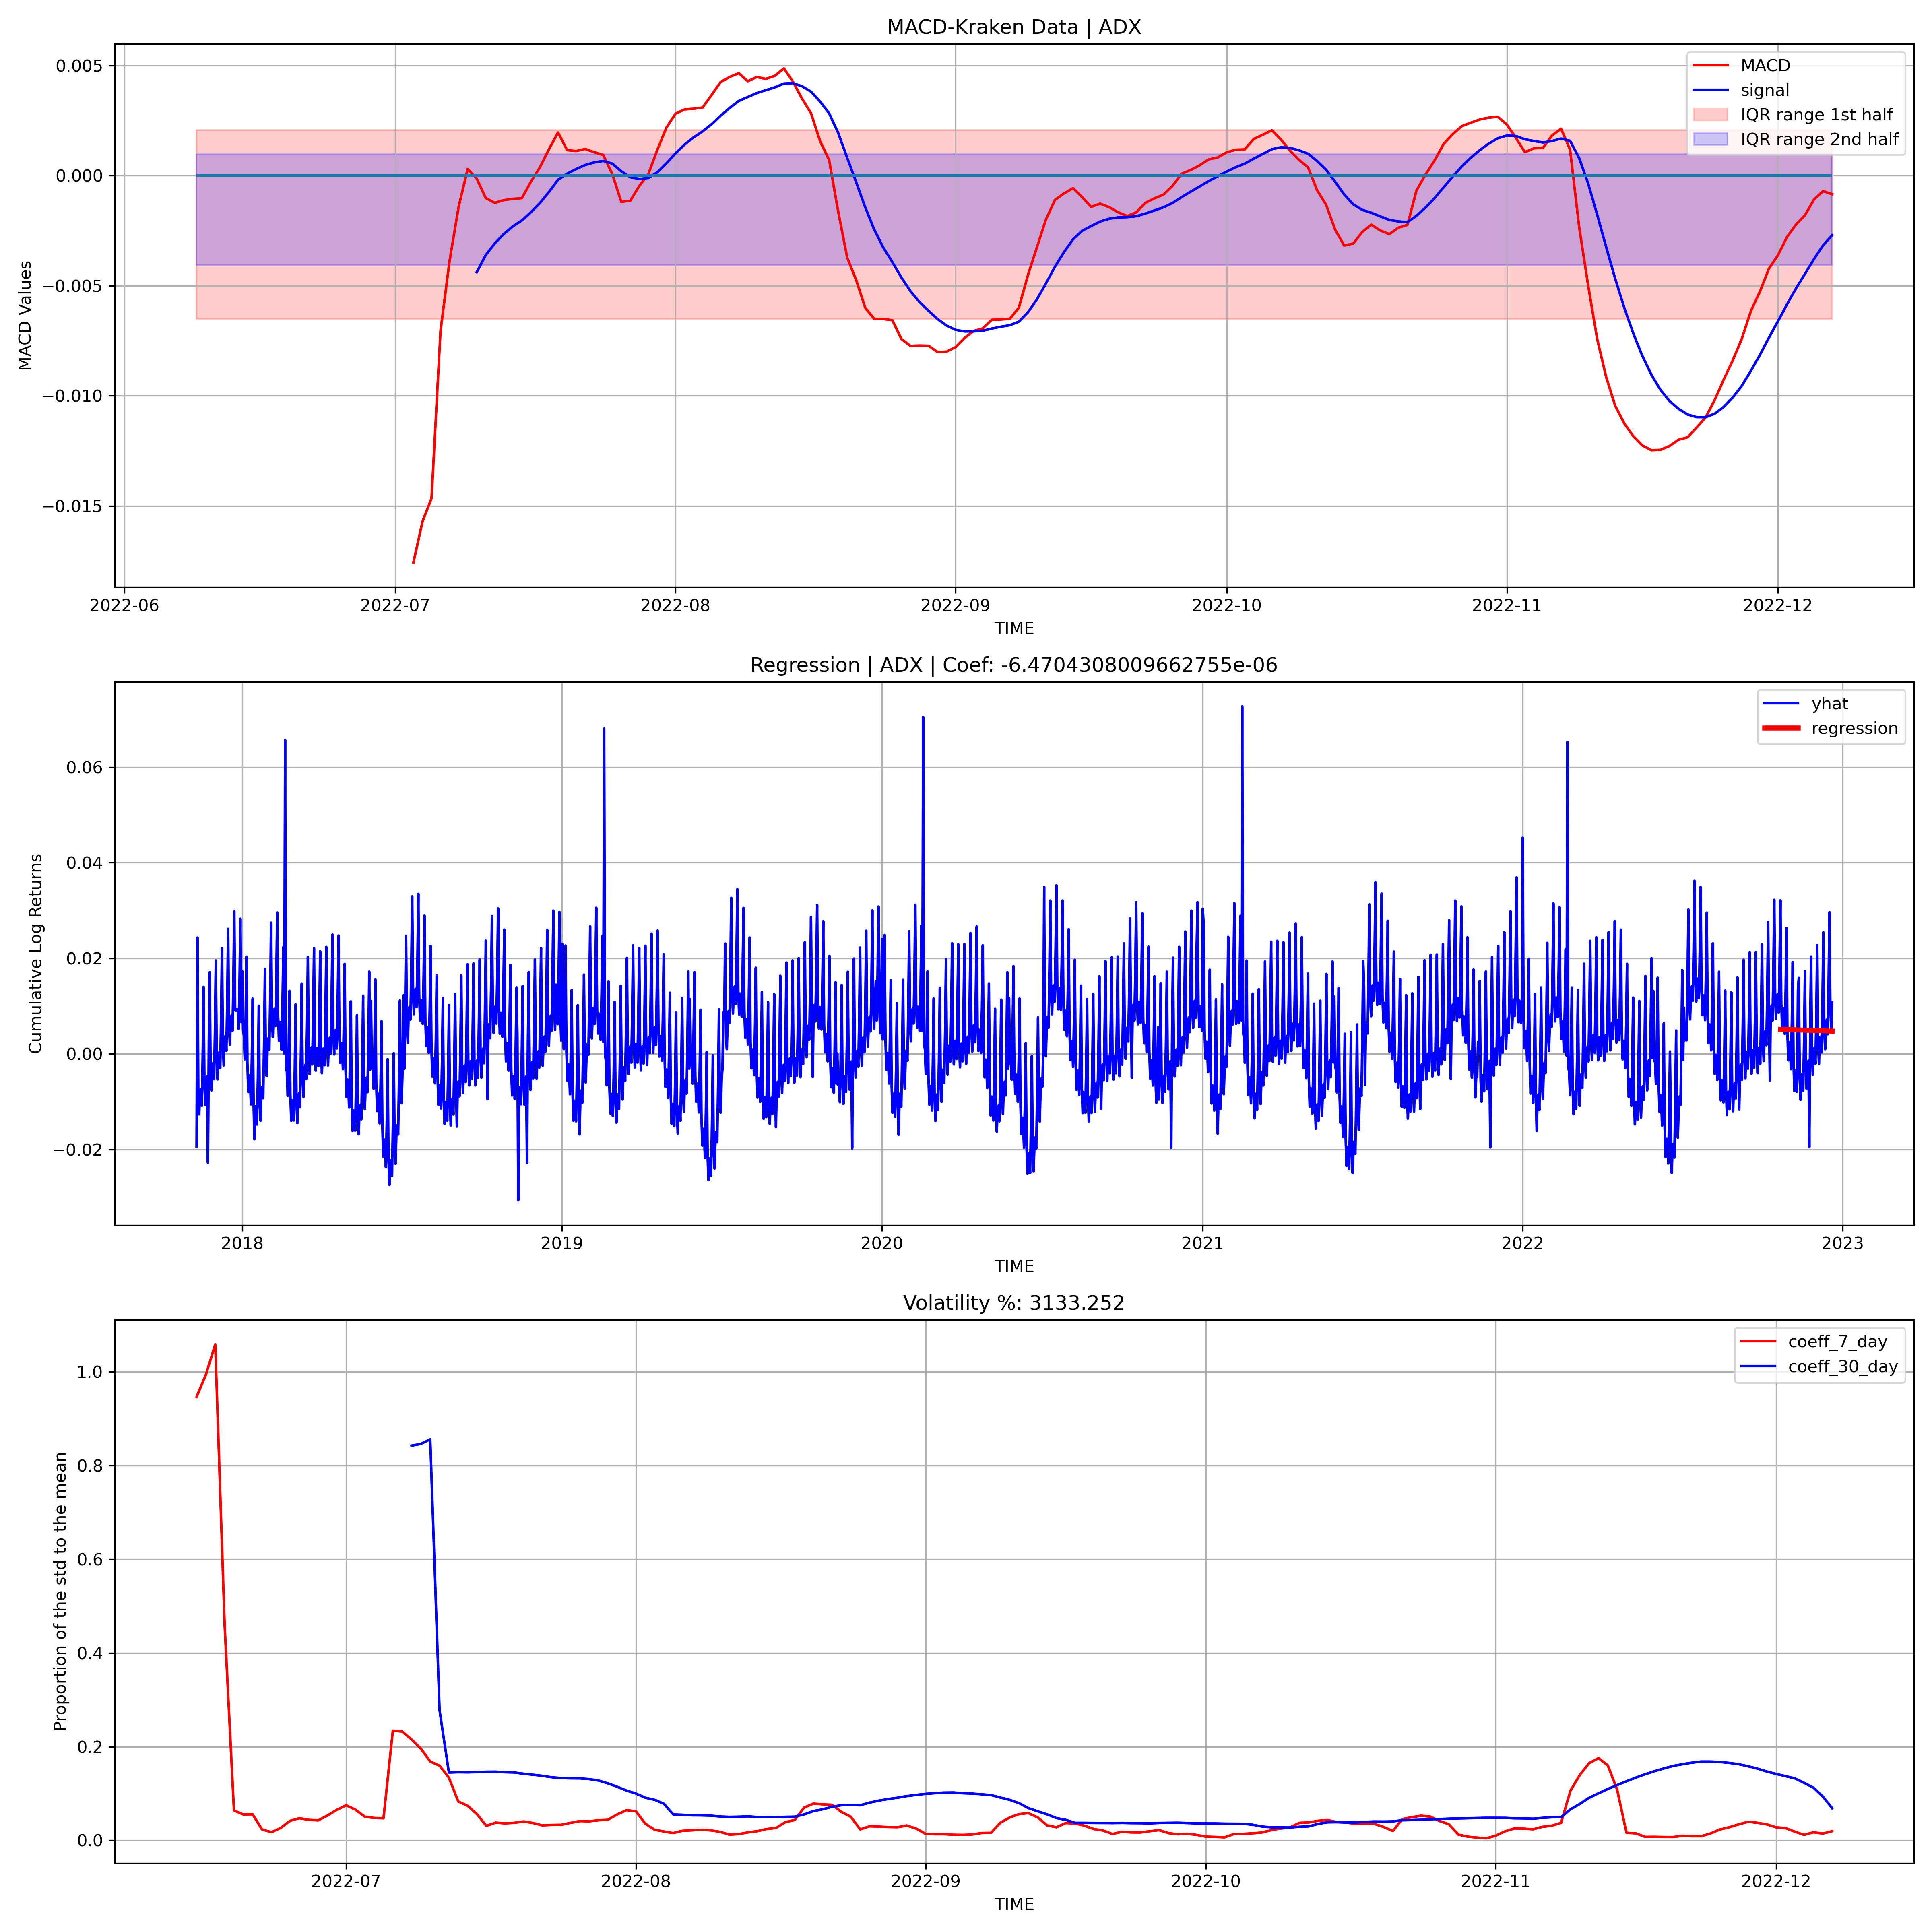 MACD-Kraken Data | ADX
MACD Values
0.005
0.000
−0.005
−0.010
−0.015
MACD
signal
IQR range 1st half
IQR range 2nd half
2022-06 2022-07 2022-08 2022-09 2022-10 2022-11 2022-12
TIME
Regression | ADX | Coef: -6.4704308009662755e-06
Cumulative Log Returns
0.06
0.04
0.02
0.00
−0.02
yhat
regression
2018 2019 2020 2021 2022 2023
TIME
Volatility %: 3133.252
Proportion of the std to the mean
1.0
0.8
0.6
0.4
0.2
0.0
coeff_7_day
coeff_30_day
2022-07 2022-08 2022-09 2022-10 2022-11 2022-12
TIME